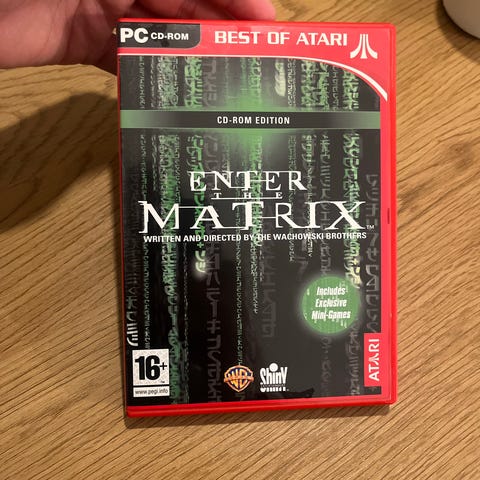 PC CD-ROM
BEST OF ATARI
CD-ROM EDITION
ENTER
THE
MATRIX™
WRITTEN AND DIRECTED BY THE WACHOWSKI BROTHERS
Includes
Exclusive
Mini-Games
16+
www.pegi.info
WB
Shiny
ATARI